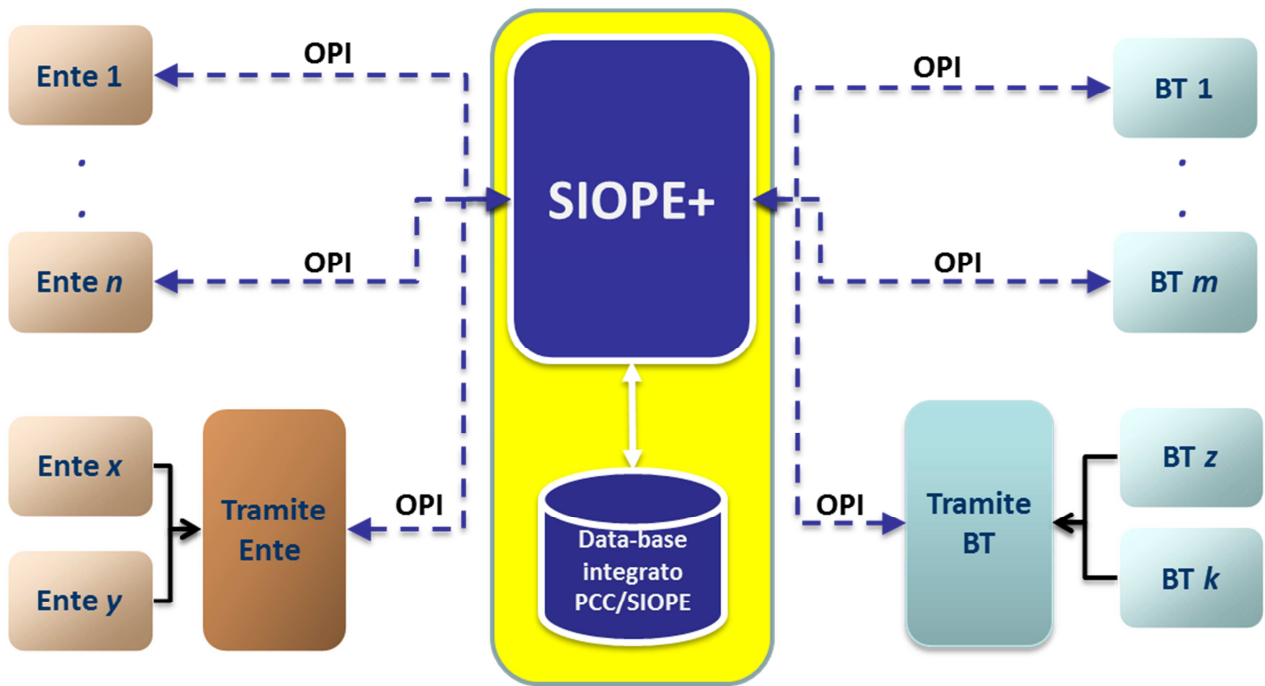 OPI
Ente 1
OPI
Ente n
Ente x
Ente y
Tramite
Ente
OPI
SIOPE+
Data-base
integrato
PCC/SIOPE
OPI
BT 1
OPI
BT m
OPI
Tramite
BT
BT z
BT k